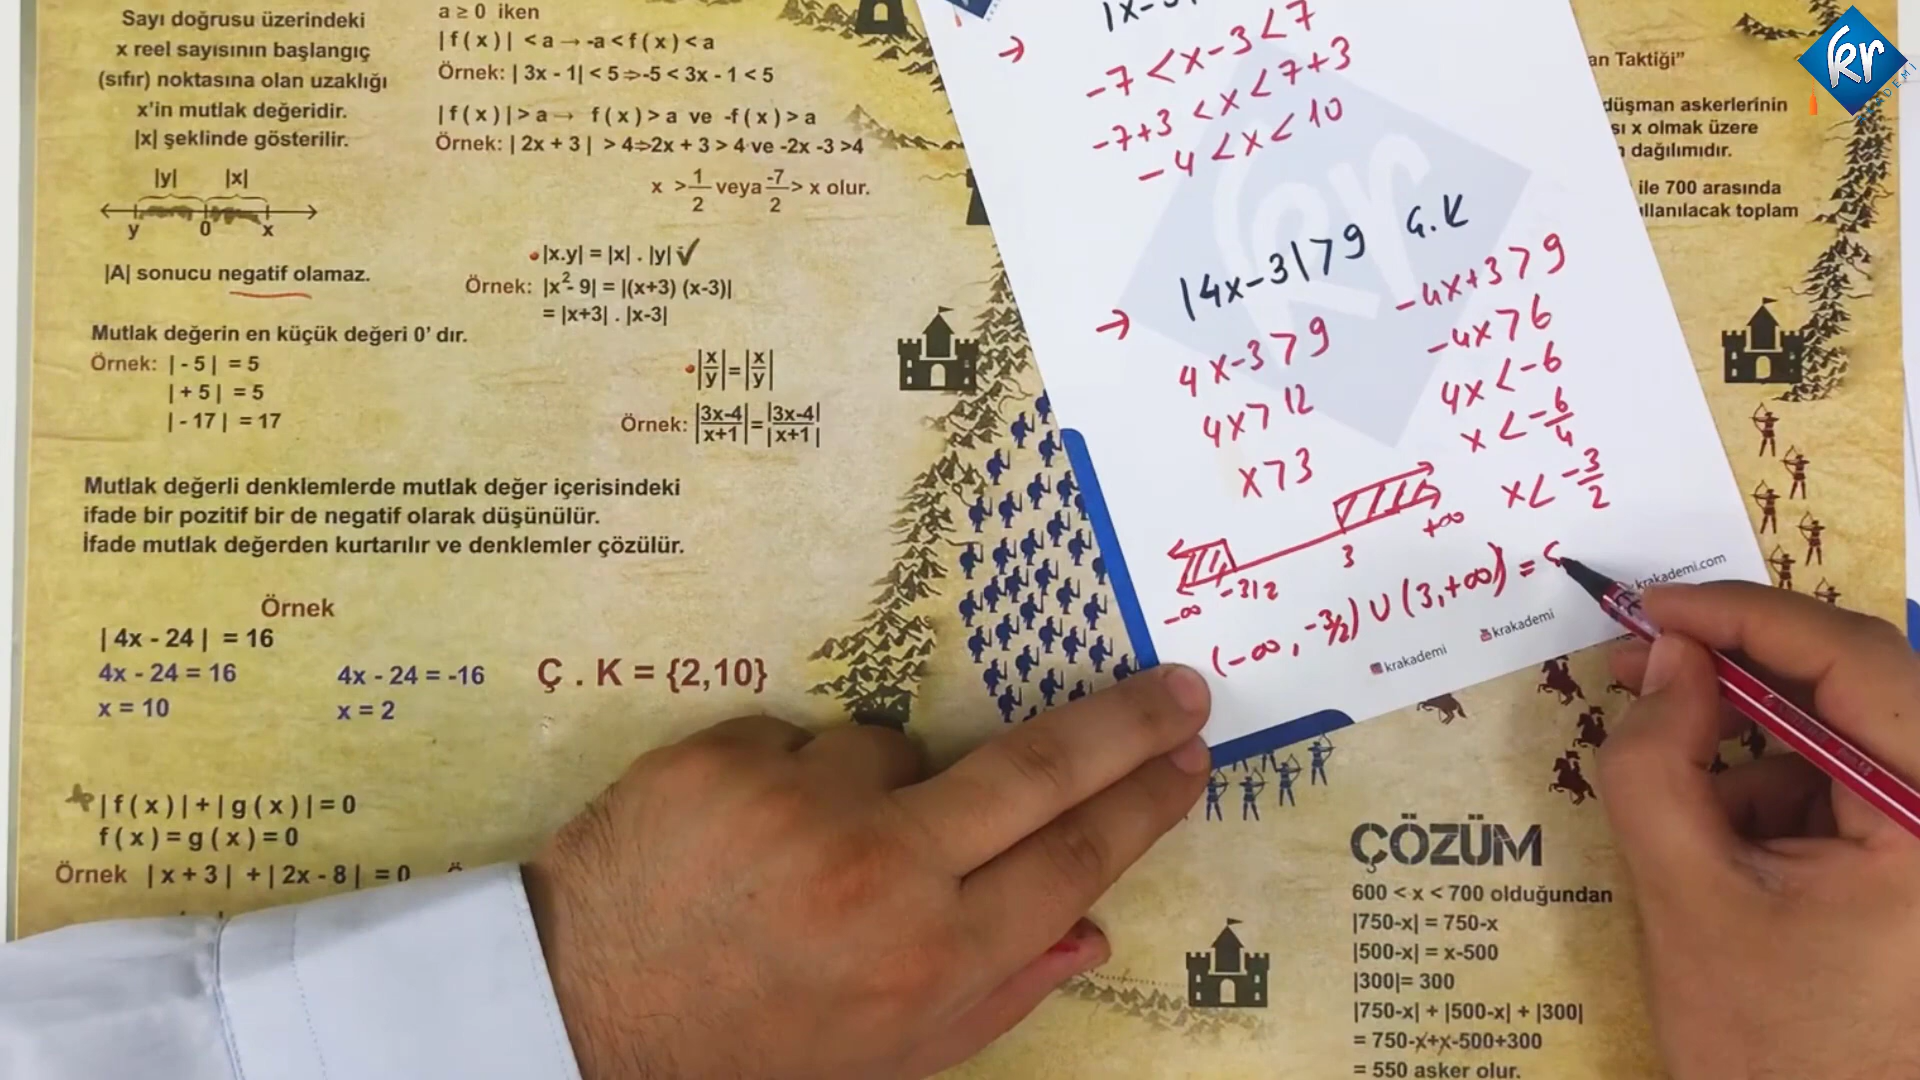 Sayı doğrusu üzerindeki
x reel sayısının başlangıç
(sıfır) noktasına olan uzaklığı
x'in mutlak değeridir.
|x| şeklinde gösterilir.
|y| |x|
y 0 x
|A| sonucu negatif olamaz.
Mutlak değerin en küçük değeri 0' dır.
Örnek: | - 5 | = 5
| + 5 | = 5
| - 17 | = 17
a ≥ 0 iken
| f ( x ) | < a → -a < f ( x ) < a
Örnek: | 3x - 1| < 5 ⇒ -5 < 3x - 1 < 5
| f ( x ) | > a → f ( x ) > a ve -f ( x ) > a
Örnek: | 2x + 3 | > 4 ⇒ 2x + 3 > 4 ve -2x -3 >4
x > 1/2 veya -7/2 > x olur.
|x.y| = |x| . |y| ✓
Örnek: |x²- 9| = |(x+3) (x-3)|
= |x+3| . |x-3|
|x/y| = |x/y|
Örnek: |3x-4/x+1| = |3x-4|/|x+1|
Mutlak değerli denklemlerde mutlak değer içerisindeki
ifade bir pozitif bir de negatif olarak düşünülür.
İfade mutlak değerden kurtarılır ve denklemler çözülür.
Örnek
| 4x - 24 | = 16
4x - 24 = 16 4x - 24 = -16
x = 10 x = 2
Ç . K = {2,10}
| f ( x ) | + | g ( x ) | = 0
f ( x ) = g ( x ) = 0
Örnek | x + 3 | + | 2x - 8 | = 0
→ -7 < x-3 < 7
-7+3 < x < 7+3
-4 < x < 10
|4x-3| > 9 Ç.K
→ 4x-3 > 9
4x > 12
x > 3
-4x+3 > 9
-4x > 6
4x < -6
x < -6/4
x < -3/2
-∞ -3/2 3 +∞
(-∞, -3/2) ∪ (3,+∞) =
krakademi
krakademi
krakademi.com
an Taktiği”
düşman askerlerinin
sı x olmak üzere
dağılımıdır.
ile 700 arasında
ullanılacak toplam
kr
ÇÖZÜM
600 < x < 700 olduğundan
|750-x| = 750-x
|500-x| = x-500
|300|= 300
|750-x| + |500-x| + |300|
= 750-x+x-500+300
= 550 asker olur.